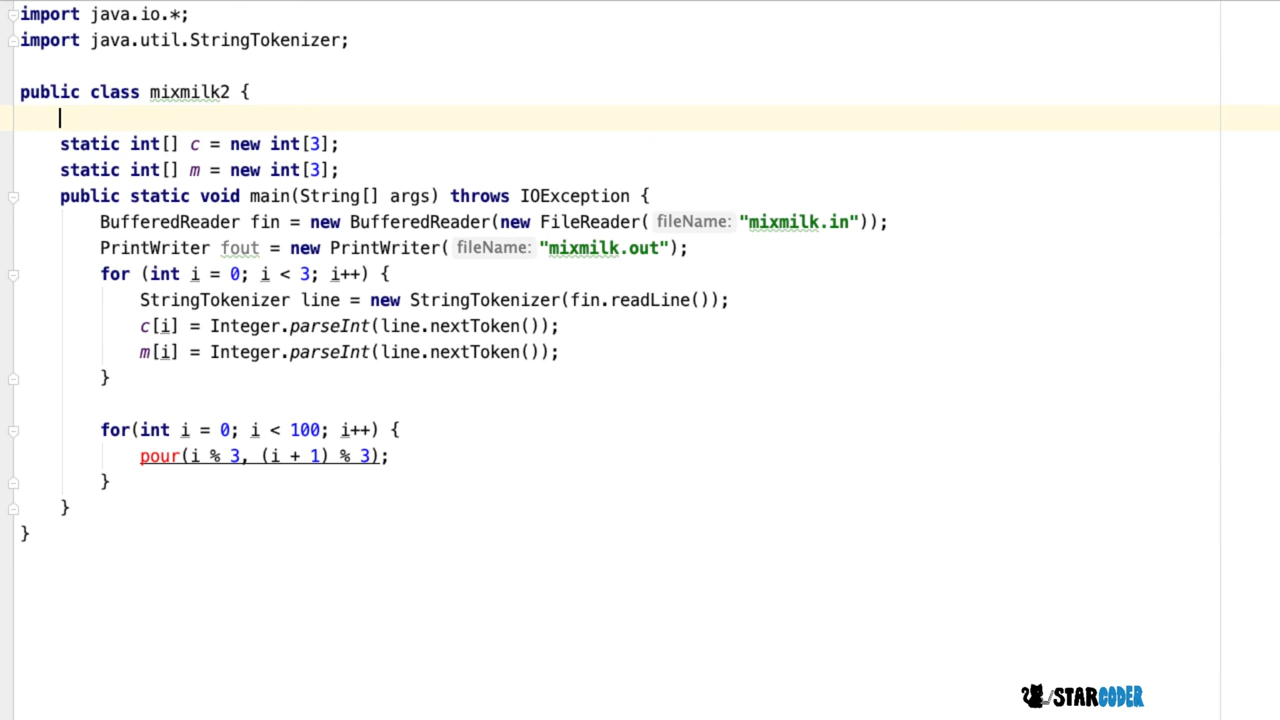 import java.io.*;
import java.util.StringTokenizer;
public class mixmilk2 {
static int[] c = new int[3];
static int[] m = new int[3];
public static void main(String[] args) throws IOException {
BufferedReader fin = new BufferedReader(new FileReader( fileName: "mixmilk.in"));
PrintWriter fout = new PrintWriter( fileName: "mixmilk.out");
for (int i = 0; i < 3; i++) {
StringTokenizer line = new StringTokenizer(fin.readLine());
c[i] = Integer.parseInt(line.nextToken());
m[i] = Integer.parseInt(line.nextToken());
}
for(int i = 0; i < 100; i++) {
pour(i % 3, (i + 1) % 3);
}
}
}
/STARCODER